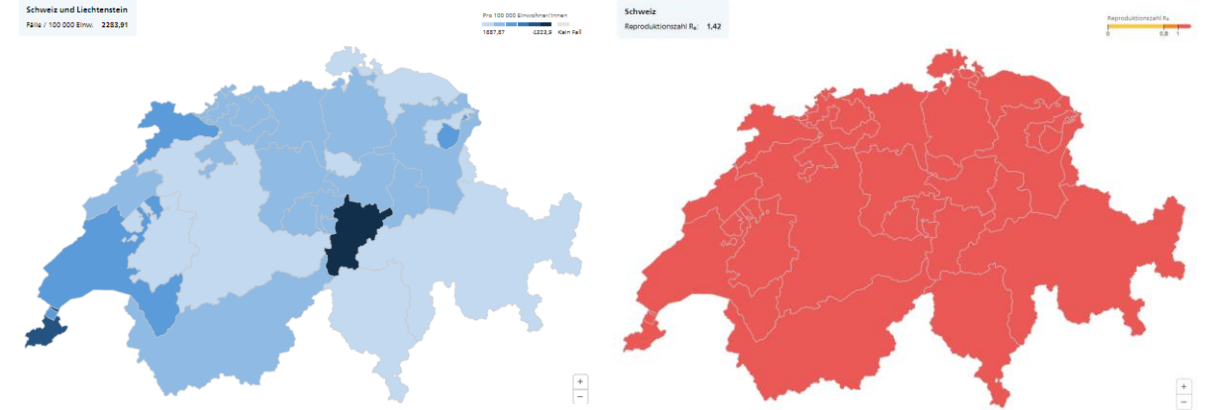 Schweiz und Liechtenstein
Fälle / 100 000 Einw. 2283,91
Pro 100 000 Einwohner/innen
1687,87 4323,9 Kein Fall
+
−
Schweiz
Reproduktionszahl Rₑ: 1,42
Reproduktionszahl Rₑ
0 0,8 1
+
−